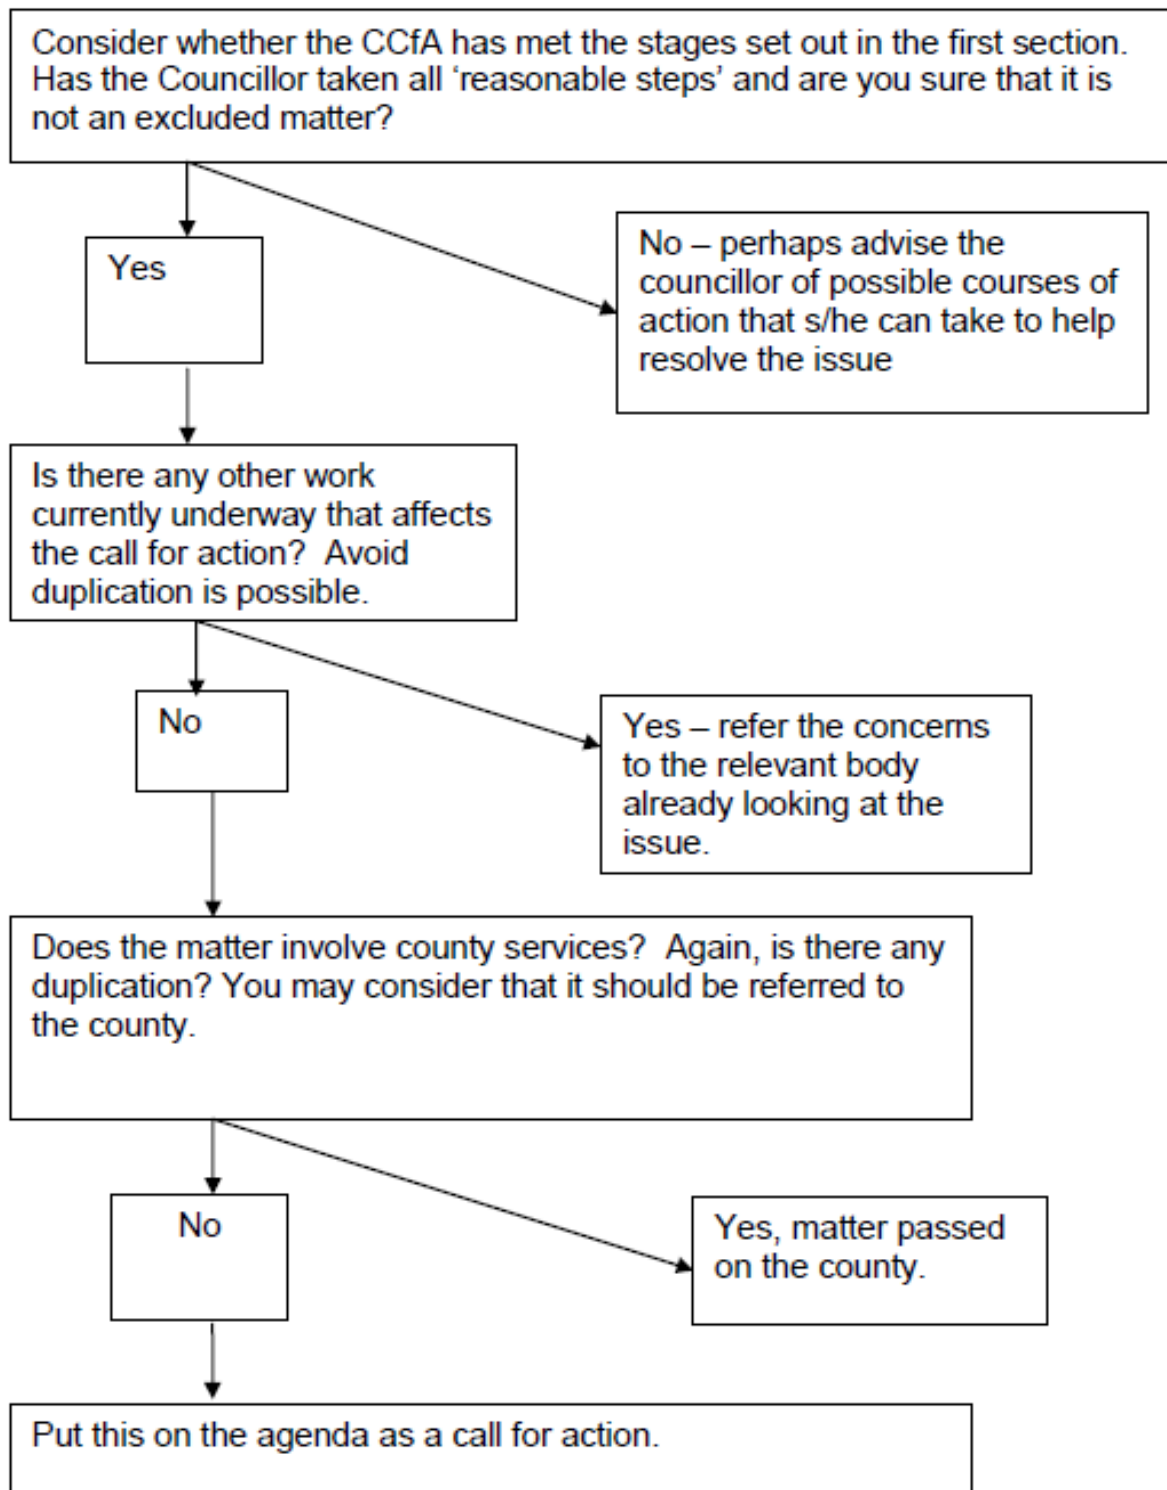 Consider whether the CCfA has met the stages set out in the first section.
Has the Councillor taken all ‘reasonable steps’ and are you sure that it is
not an excluded matter?
Yes
No – perhaps advise the
councillor of possible courses of
action that s/he can take to help
resolve the issue
Is there any other work
currently underway that affects
the call for action?  Avoid
duplication is possible.
No
Yes – refer the concerns
to the relevant body
already looking at the
issue.
Does the matter involve county services?  Again, is there any
duplication? You may consider that it should be referred to
the county.
No
Yes, matter passed
on the county.
Put this on the agenda as a call for action.